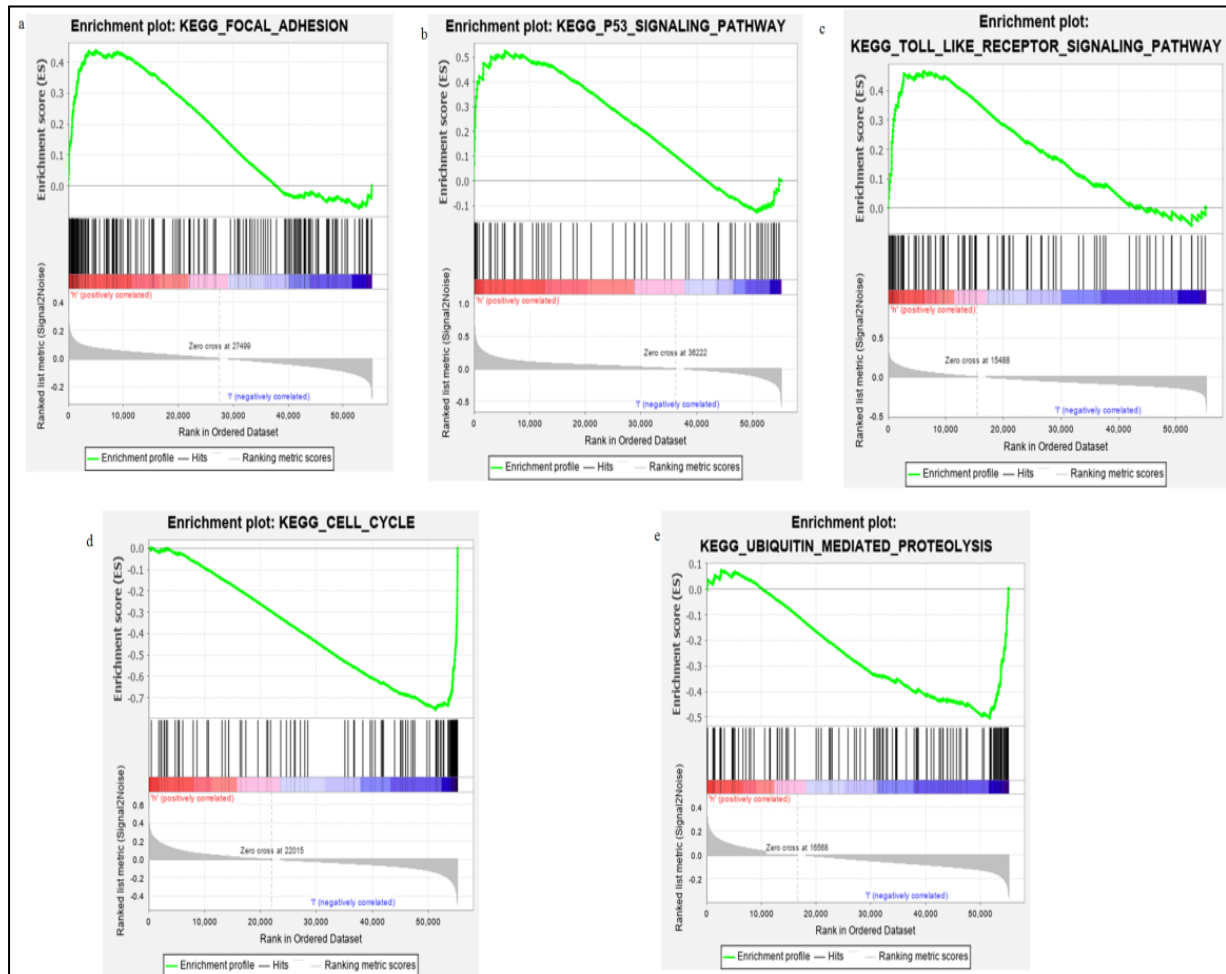 a
Enrichment plot: KEGG_FOCAL_ADHESION
Enrichment score (ES)
0.4
0.3
0.2
0.1
0.0
'h' (positively correlated)
Ranked list metric (Signal2Noise)
0.4
0.2
0.0
-0.2
Zero cross at 27499
'l' (negatively correlated)
0
10,000
20,000
30,000
40,000
50,000
Rank in Ordered Dataset
Enrichment profile
Hits
Ranking metric scores
b
Enrichment plot: KEGG_P53_SIGNALING_PATHWAY
Enrichment score (ES)
0.5
0.4
0.3
0.2
0.1
0.0
-0.1
'h' (positively correlated)
Ranked list metric (Signal2Noise)
1.0
0.5
0.0
-0.5
Zero cross at 36222
'l' (negatively correlated)
0
10,000
20,000
30,000
40,000
50,000
Rank in Ordered Dataset
Enrichment profile
Hits
Ranking metric scores
c
Enrichment plot:
KEGG_TOLL_LIKE_RECEPTOR_SIGNALING_PATHWAY
Enrichment score (ES)
0.4
0.3
0.2
0.1
0.0
'h' (positively correlated)
Ranked list metric (Signal2Noise)
0.5
0.0
-0.5
Zero cross at 15488
'l' (negatively correlated)
0
10,000
20,000
30,000
40,000
50,000
Rank in Ordered Dataset
Enrichment profile
Hits
Ranking metric scores
d
Enrichment plot: KEGG_CELL_CYCLE
Enrichment score (ES)
0.0
-0.1
-0.2
-0.3
-0.4
-0.5
-0.6
-0.7
'h' (positively correlated)
Ranked list metric (Signal2Noise)
0.6
0.4
0.2
0.0
-0.2
-0.4
Zero cross at 22015
'l' (negatively correlated)
0
10,000
20,000
30,000
40,000
50,000
Rank in Ordered Dataset
Enrichment profile
Hits
Ranking metric scores
e
Enrichment plot:
KEGG_UBIQUITIN_MEDIATED_PROTEOLYSIS
Enrichment score (ES)
0.1
0.0
-0.1
-0.2
-0.3
-0.4
-0.5
'h' (positively correlated)
Ranked list metric (Signal2Noise)
0.4
0.2
0.0
-0.2
Zero cross at 16568
'l' (negatively correlated)
0
10,000
20,000
30,000
40,000
50,000
Rank in Ordered Dataset
Enrichment profile
Hits
Ranking metric scores